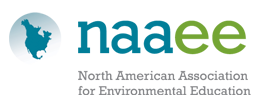 naaee
North American Association
for Environmental Education